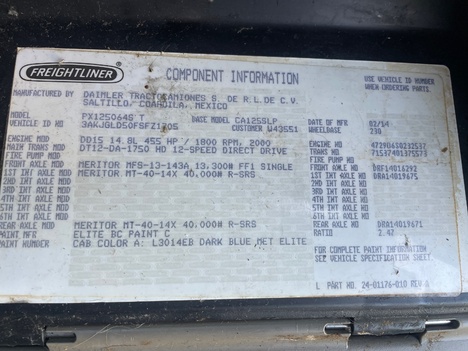 FREIGHTLINER COMPONENT INFORMATION USE VEHICLE ID NUMBER
WHEN ORDERING PARTS
MANUFACTURED BY DAIMLER TRACTOCAMIONES S. DE R.L.DE C.V.
SALTILLO, COAHUILA, MEXICO
MODEL PX125064S T BASE MODEL CA125SLP DATE OF MFR 02/14
VEHICLE ID NO 3AKJGLD50FSFZ1705 CUSTOMER W43551 WHEELBASE 230
ENGINE MOD DD15 14.8L 455 HP / 1800 RPM, 2000 ENGINE NO 472906S0232537
MAIN TRANS MOD DT12-DA-1750 HD 12-SPEED DIRECT DRIVE TRANS NO 71537401375573
FIRE PUMP MOD FIRE PUMP NO
FRONT AXLE MOD MERITOR MFS-13-143A,13,300# FF1 SINGLE FRONT AXLE NO
1ST INT AXLE MOD MERITOR MT-40-14X 40,000# R-SRS 1ST INT AXLE NO DRA14019675
2ND INT AXLE MOD 2ND INT AXLE NO
3RD INT AXLE MOD 3RD INT AXLE NO
4TH INT AXLE MOD 4TH INT AXLE NO
5TH INT AXLE MOD 5TH INT AXLE NO
6TH INT AXLE MOD 6TH INT AXLE NO
REAR AXLE MOD MERITOR MT-40-14X 40,000# R-SRS REAR AXLE NO DRA14019671
PAINT MFR ELITE BC PAINT C RATIO 2.42
PAINT NUMBER CAB COLOR A: L3014EB DARK BLUE MET ELITE
FOR COMPLETE PAINT INFORMATION
SEE VEHICLE SPECIFICATION SHEET
L PART NO. 24-01176-010 REV.A